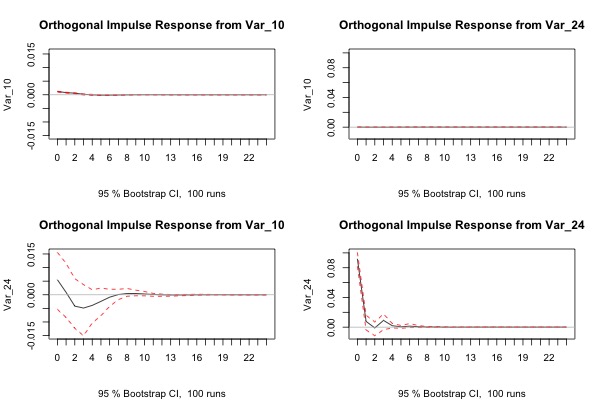 Orthogonal Impulse Response from Var_10
Var_10
0.015
0.000
-0.015
0 2 4 6 8 10 13 16 19 22
95 % Bootstrap CI, 100 runs
Orthogonal Impulse Response from Var_24
Var_10
0.08
0.04
0.00
0 2 4 6 8 10 13 16 19 22
95 % Bootstrap CI, 100 runs
Orthogonal Impulse Response from Var_10
Var_24
0.015
0.000
-0.015
0 2 4 6 8 10 13 16 19 22
95 % Bootstrap CI, 100 runs
Orthogonal Impulse Response from Var_24
Var_24
0.08
0.04
0.00
0 2 4 6 8 10 13 16 19 22
95 % Bootstrap CI, 100 runs